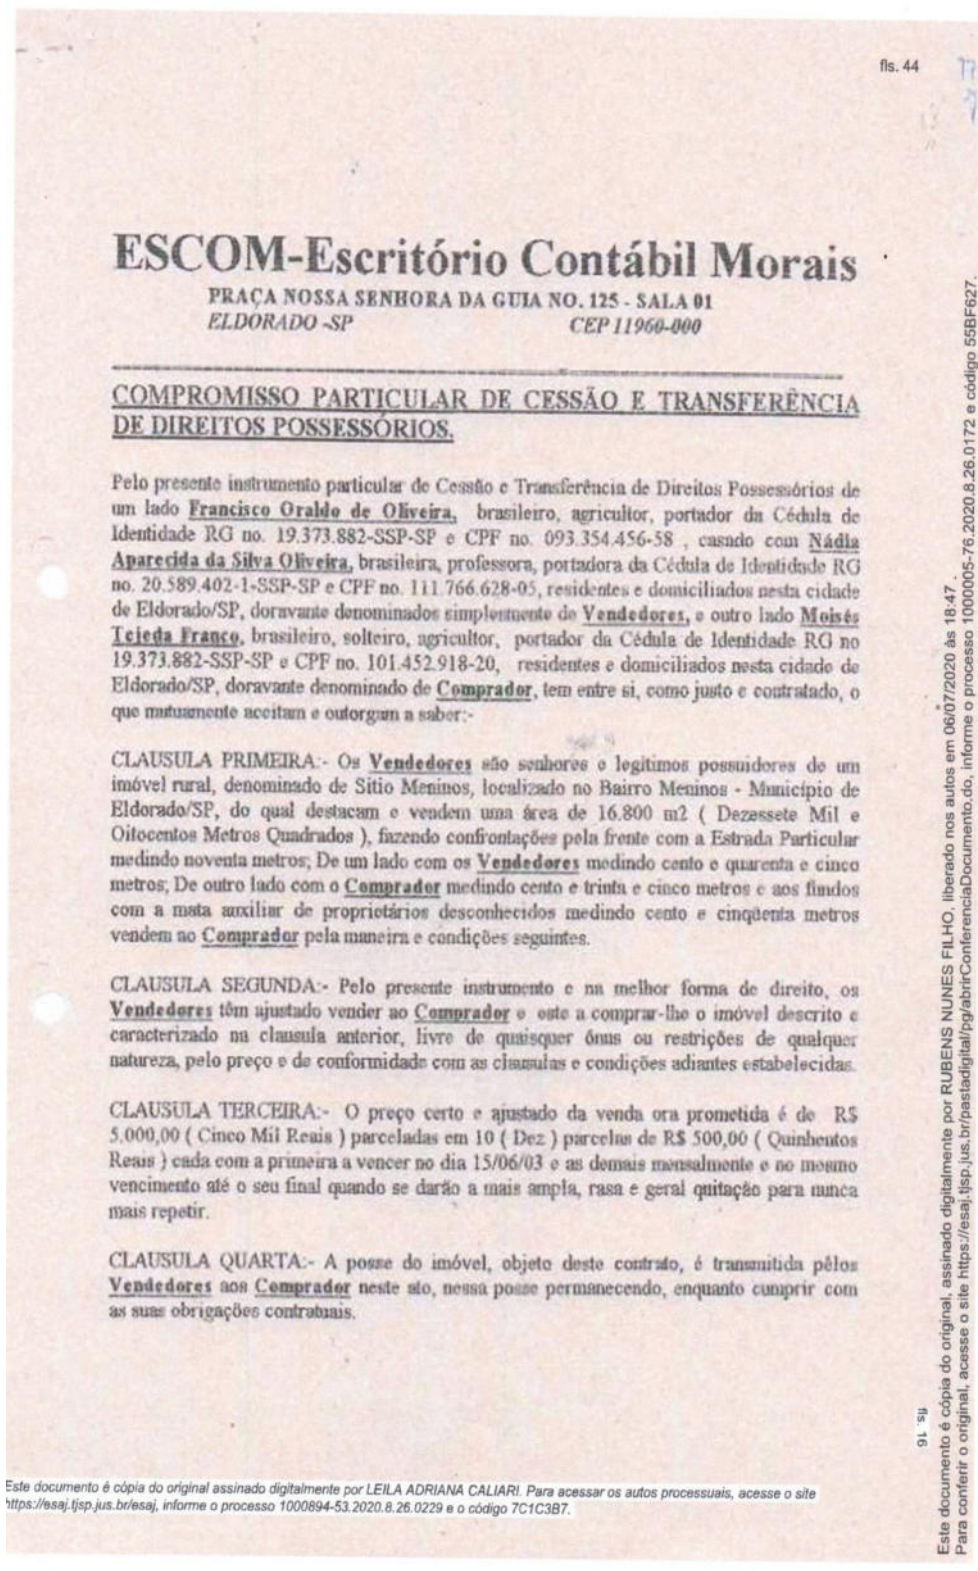 fls. 44
ESCOM-Escritório Contábil Morais
PRAÇA NOSSA SENHORA DA GUIA NO. 125 - SALA 01
ELDORADO -SP CEP 11960-000
COMPROMISSO PARTICULAR DE CESSÃO E TRANSFERÊNCIA
DE DIREITOS POSSESSÓRIOS.
Pelo presente instrumento particular de Cessão e Transferência de Direitos Possessórios de
um lado Francisco Oraldo de Oliveira, brasileiro, agricultor, portador da Cédula de
Identidade RG no. 19.373.882-SSP-SP e CPF no. 093.354.456-58 , casado com Nádia
Aparecida da Silva Oliveira, brasileira, professora, portadora da Cédula de Identidade RG
no. 20.589.402-1-SSP-SP e CPF no. 111.766.628-05, residentes e domiciliados nesta cidade
de Eldorado/SP, doravante denominados simplesmente de Vendedores, e outro lado Moisés
Tejeda Franco, brasileiro, solteiro, agricultor, portador da Cédula de Identidade RG no
19.373.882-SSP-SP e CPF no. 101.452.918-20, residentes e domiciliados nesta cidade de
Eldorado/SP, doravante denominado de Comprador, tem entre si, como justo e contratado, o
que mutuamente aceitam e outorgam a saber:-
CLAUSULA PRIMEIRA:- Os Vendedores são senhores e legítimos possuidores de um
imóvel rural, denominado de Sitio Meninos, localizado no Bairro Meninos - Município de
Eldorado/SP, do qual destacam e vendem uma área de 16.800 m2 ( Dezessete Mil e
Oitocentos Metros Quadrados ), fazendo confrontações pela frente com a Estrada Particular
medindo noventa metros; De um lado com os Vendedores medindo cento e quarenta e cinco
metros; De outro lado com o Comprador medindo cento e trinta e cinco metros e aos fundos
com a mata auxiliar de proprietários desconhecidos medindo cento e cinqüenta metros
vendem ao Comprador pela maneira e condições seguintes.
CLAUSULA SEGUNDA:- Pelo presente instrumento e na melhor forma de direito, os
Vendedores têm ajustado vender ao Comprador e este a comprar-lhe o imóvel descrito e
caracterizado na clausula anterior, livre de quaisquer ônus ou restrições de qualquer
natureza, pelo preço e de conformidade com as clausulas e condições adiantes estabelecidas.
CLAUSULA TERCEIRA:- O preço certo e ajustado da venda ora prometida é de R$
5.000,00 ( Cinco Mil Reais ) parceladas em 10 ( Dez ) parcelas de R$ 500,00 ( Quinhentos
Reais ) cada com a primeira a vencer no dia 15/06/03 e as demais mensalmente e no mesmo
vencimento até o seu final quando se darão a mais ampla, rasa e geral quitação para nunca
mais repetir.
CLAUSULA QUARTA:- A posse do imóvel, objeto deste contrato, é transmitida pêlos
Vendedores aos Comprador neste ato, nessa posse permanecendo, enquanto cumprir com
as suas obrigações contratuais.
fls. 16
Este documento é cópia do original assinado digitalmente por LEILA ADRIANA CALIARI. Para acessar os autos processuais, acesse o site
https://esaj.tjsp.jus.br/esaj, informe o processo 1000894-53.2020.8.26.0229 e o código 7C1C3B7.
Este documento é cópia do original, assinado digitalmente por RUBENS NUNES FILHO, liberado nos autos em 06/07/2020 às 18:47 .
Para conferir o original, acesse o site https://esaj.tjsp.jus.br/pastadigital/pg/abrirConferenciaDocumento.do, informe o processo 1000005-76.2020.8.26.0172 e código 55BF627.